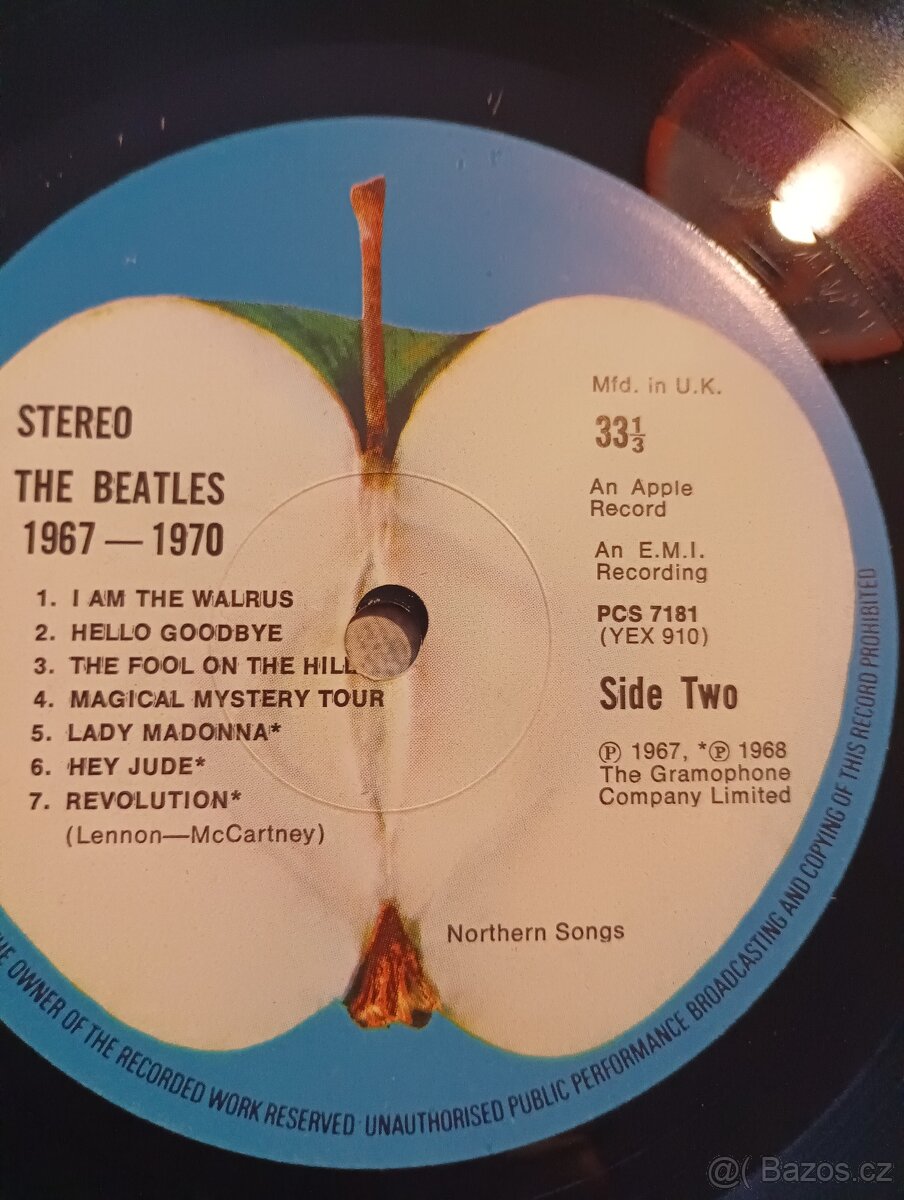 STEREO
THE BEATLES
1967—1970
1. I AM THE WALRUS
2. HELLO GOODBYE
3. THE FOOL ON THE HILL
4. MAGICAL MYSTERY TOUR
5. LADY MADONNA*
6. HEY JUDE*
7. REVOLUTION*
(Lennon—McCartney)
Mfd. in U.K.
33⅓
An Apple
Record
An E.M.I.
Recording
PCS 7181
(YEX 910)
Side Two
℗ 1967, *℗ 1968
The Gramophone
Company Limited
Northern Songs
OWNER OF THE RECORDED WORK RESERVED UNAUTHORISED PUBLIC PERFORMANCE BROADCASTING AND COPYING OF THIS RECORD PROHIBITED
@( Bazos.cz